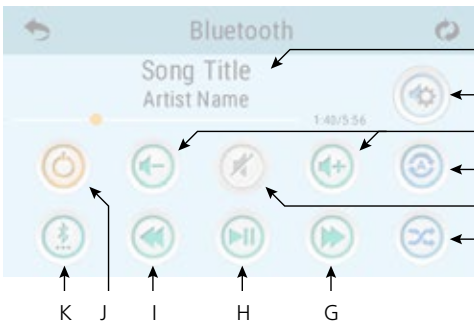 Bluetooth
Song Title
Artist Name
1:40/5:56
K J I H G